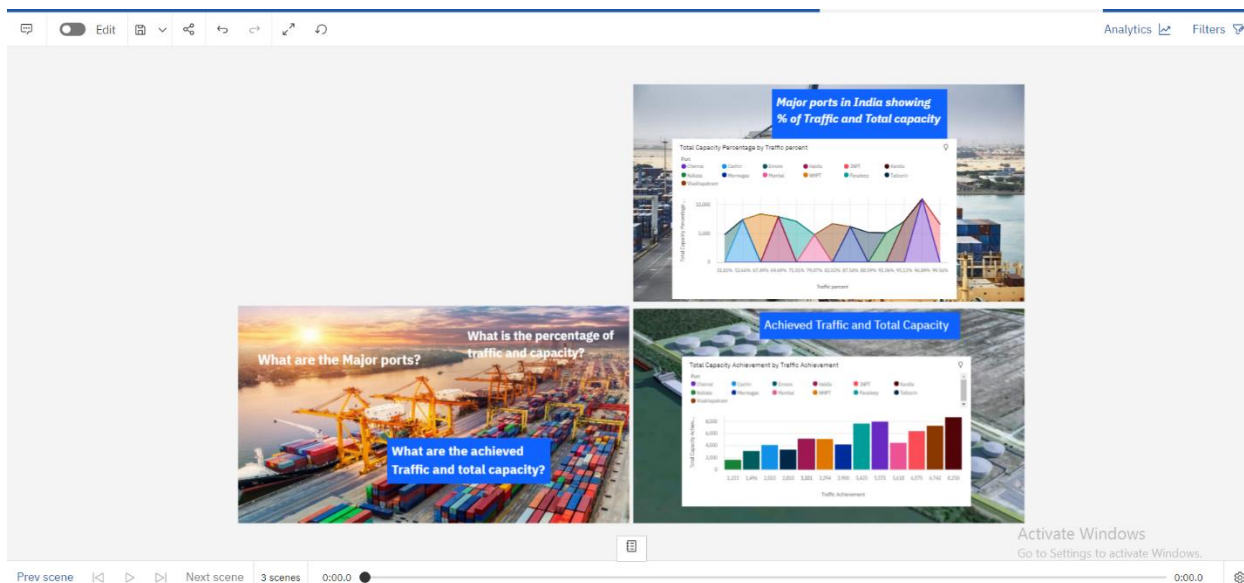 Edit
Analytics
Filters
Major ports in India showing
% of Traffic and Total capacity
Total Capacity Percentage by Traffic percent
Port
Chennai Cochin Ennore Haldia JNPT Kandla
Kolkata Mormugao Mumbai NMPT Paradeep Tuticorin
Visakhapatnam
Total Capacity Percentage...
10,000
5,000
0
Traffic percent
What are the Major ports?
What is the percentage of
traffic and capacity?
What are the achieved
Traffic and total capacity?
Achieved Traffic and Total Capacity
Total Capacity Achievement by Traffic Achievement
Port
Chennai Cochin Ennore Haldia JNPT Kandla
Kolkata Mormugao Mumbai NMPT Paradeep Tuticorin
Visakhapatnam
Total Capacity Achiev...
8,000
6,000
4,000
2,000
0
Traffic Achievement
Activate Windows
Go to Settings to activate Windows.
Prev scene Next scene 3 scenes 0:00.0 0:00.0